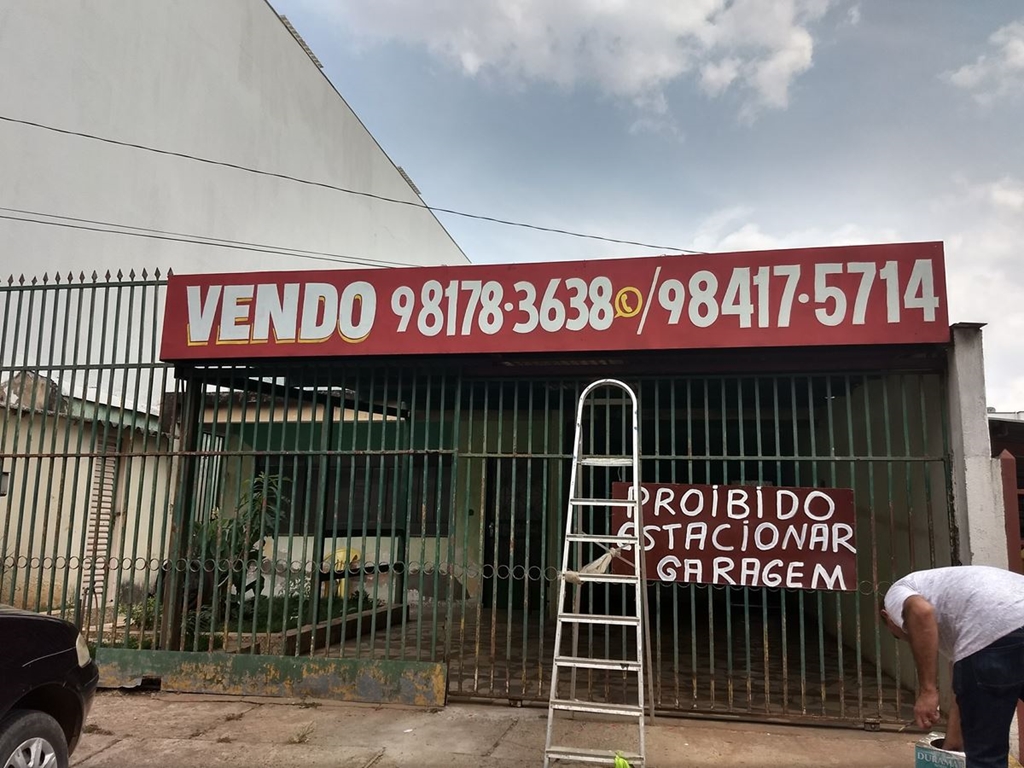 VENDO 98178-3638/98417-5714
PROIBIDO
ESTACIONAR
GARAGEM